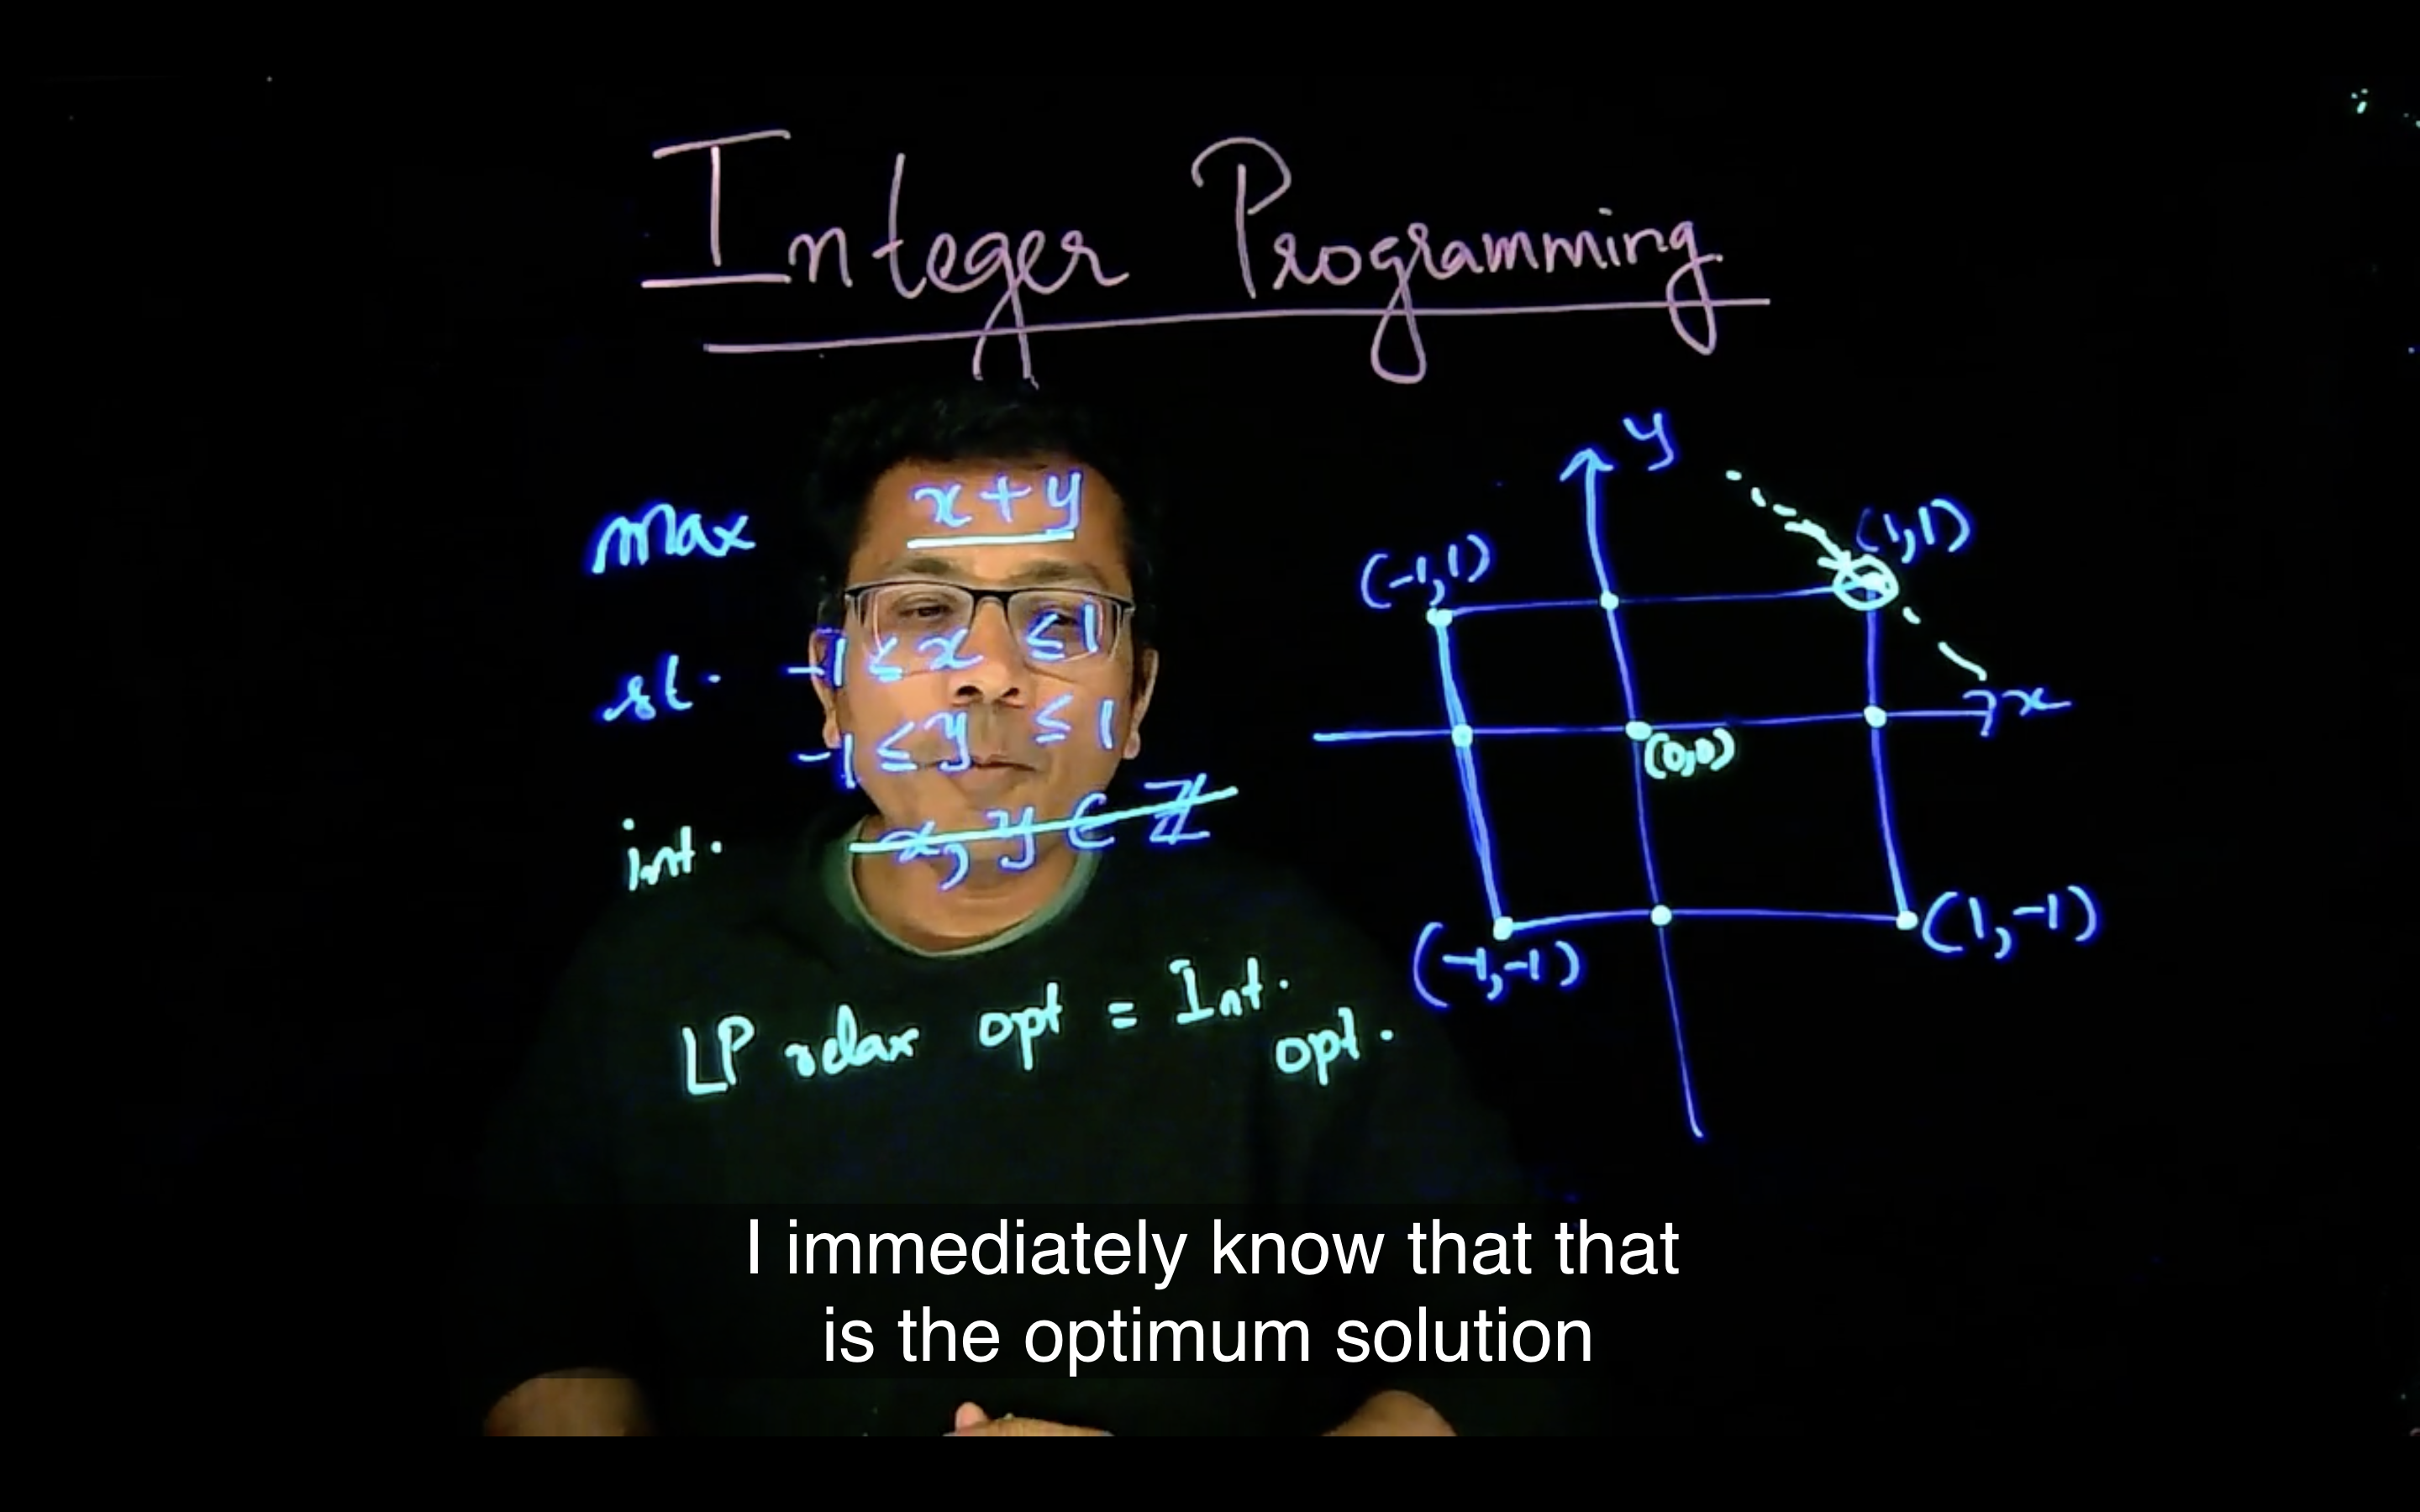 Integer Programming
max x+y
st. -1 ≤ x ≤ 1
-1 ≤ y ≤ 1
int. x, y ∈ ℤ
LP relax opt = Int. opt.
y
(-1,1)
(1,1)
x
(0,0)
(-1,-1)
(1,-1)
I immediately know that that
is the optimum solution